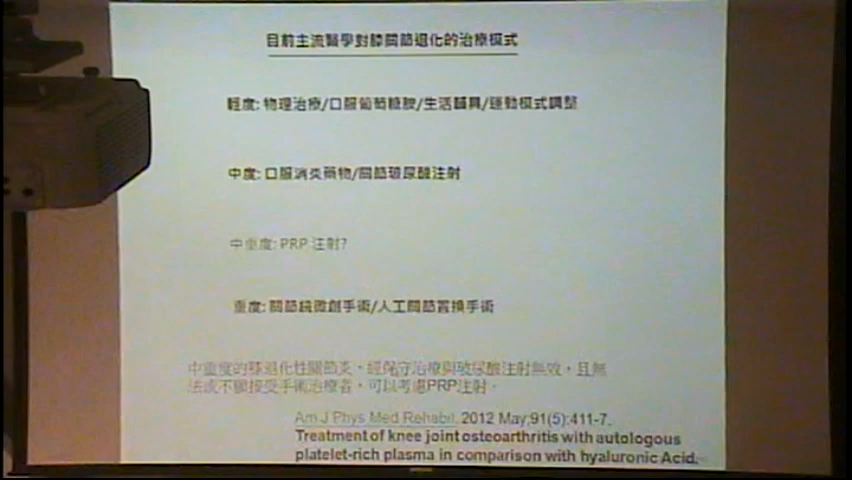 目前主流醫學對膝關節退化的治療模式
輕度: 物理治療/口服葡萄糖胺/生活輔具/運動模式調整
中度: 口服消炎藥物/關節玻尿酸注射
中重度: PRP 注射?
重度: 關節鏡微創手術/人工關節置換手術
中重度的膝退化性關節炎，經保守治療與玻尿酸注射無效，且無
法或不願接受手術治療者，可以考慮PRP注射。
Am J Phys Med Rehabil. 2012 May;91(5):411-7.
Treatment of knee joint osteoarthritis with autologous
platelet-rich plasma in comparison with hyaluronic Acid.